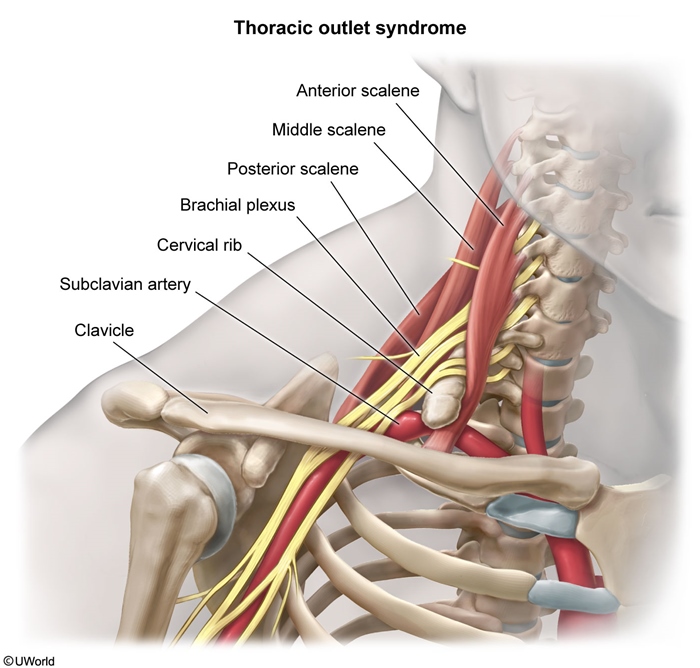 Thoracic outlet syndrome
Anterior scalene
Middle scalene
Posterior scalene
Brachial plexus
Cervical rib
Subclavian artery
Clavicle
©UWorld